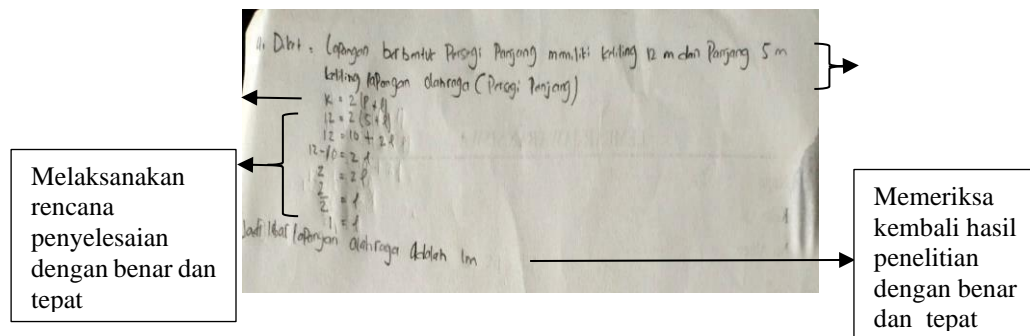 4. Diket : Lapangan berbentuk Persegi Panjang memiliki keliling 12 m dan Panjang 5 m
keliling lapangan olahraga (Persegi Panjang)
K = 2(P + l)
12 = 2(5 + l)
12 = 10 + 2l
12-10 = 2l
2 = 2l
2/2 = l
1 = l
Jadi lebar lapangan olahraga Adalah 1m
Melaksanakan
rencana
penyelesaian
dengan benar dan
tepat
Memeriksa
kembali hasil
penelitian
dengan benar
dan tepat